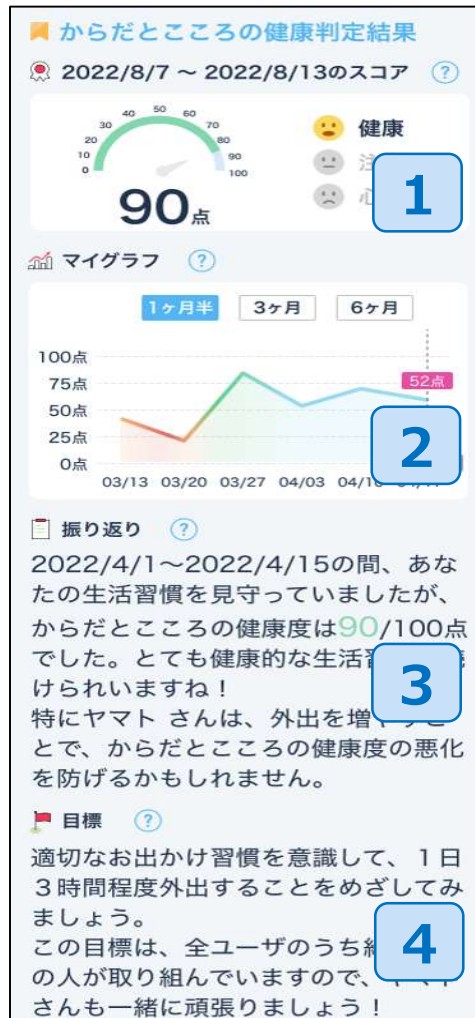 からだとこころの健康判定結果
2022/8/7 ~ 2022/8/13のスコア ?
0 10 20 30 40 50 60 70 80 90 100
90点
健康
1
マイグラフ ?
1ヶ月半 3ヶ月 6ヶ月
100点
75点
50点
25点
0点
52点
2
03/13 03/20 03/27 04/03
振り返り ?
2022/4/1~2022/4/15の間、あな
たの生活習慣を見守っていましたが、
からだとこころの健康度は90/100点
でした。とても健康的な生活
けられいますね!
3
特にヤマト さんは、外出を増
とで、からだとこころの健康度の悪化
を防げるかもしれません。
目標 ?
適切なお出かけ習慣を意識して、1日
3時間程度外出することをめざしてみ
ましょう。
この目標は、全ユーザのうち
4
の人が取り組んでいますので、
さんも一緒に頑張りましょう!